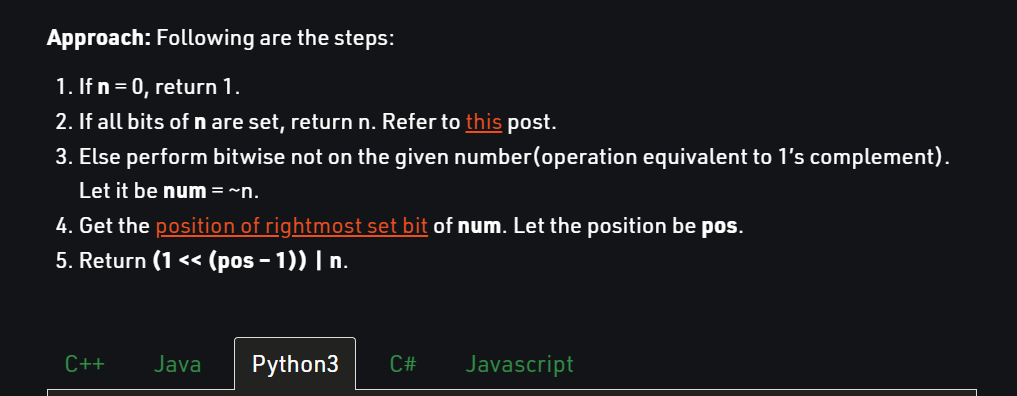 Approach: Following are the steps:
1. If n = 0, return 1.
2. If all bits of n are set, return n. Refer to this post.
3. Else perform bitwise not on the given number(operation equivalent to 1's complement).
Let it be num = ~n.
4. Get the position of rightmost set bit of num. Let the position be pos.
5. Return (1 << (pos – 1)) | n.
C++ Java Python3 C# Javascript